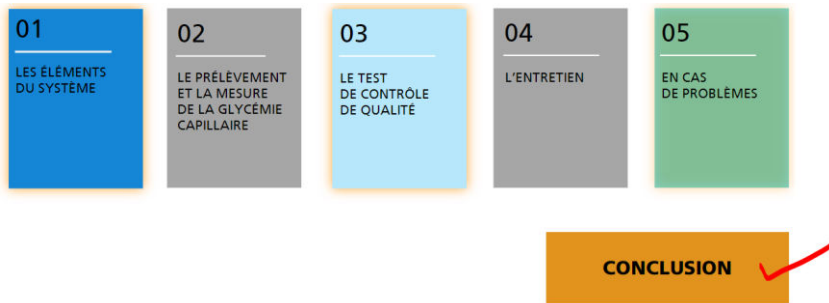 01
LES ÉLÉMENTS
DU SYSTÈME
02
LE PRÉLÈVEMENT
ET LA MESURE
DE LA GLYCÉMIE
CAPILLAIRE
03
LE TEST
DE CONTRÔLE
DE QUALITÉ
04
L'ENTRETIEN
05
EN CAS
DE PROBLÈMES
CONCLUSION